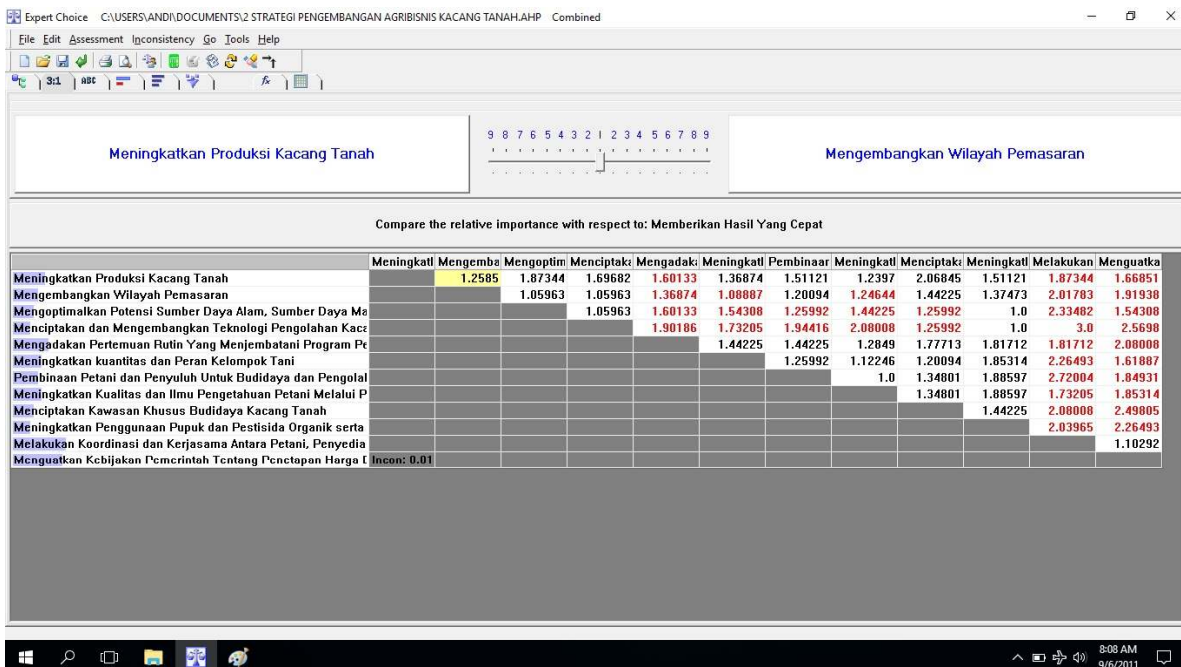 Expert Choice C:\USERS\ANDI\DOCUMENTS\2 STRATEGI PENGEMBANGAN AGRIBISNIS KACANG TANAH.AHP Combined
File Edit Assessment Inconsistency Go Tools Help
3:1 ABC fx
9 8 7 6 5 4 3 2 1 2 3 4 5 6 7 8 9
Meningkatkan Produksi Kacang Tanah Mengembangkan Wilayah Pemasaran
Compare the relative importance with respect to: Memberikan Hasil Yang Cepat
Meningkatl Mengemba Mengoptim Menciptaka Mengadaka Meningkatl Pembinaar Meningkatl Menciptaka Meningkatl Melakukan Menguatka
Meningkatkan Produksi Kacang Tanah 1.2585 1.87344 1.69682 1.60133 1.36874 1.51121 1.2397 2.06845 1.51121 1.87344 1.66851
Mengembangkan Wilayah Pemasaran 1.05963 1.05963 1.36874 1.08887 1.20094 1.24644 1.44225 1.37473 2.01783 1.91938
Mengoptimalkan Potensi Sumber Daya Alam, Sumber Daya Ma 1.05963 1.60133 1.54308 1.25992 1.44225 1.25992 1.0 2.33482 1.54308
Menciptakan dan Mengembangkan Teknologi Pengolahan Kaca 1.90186 1.73205 1.94416 2.08008 1.25992 1.0 3.0 2.5698
Mengadakan Pertemuan Rutin Yang Menjembatani Program Pe 1.44225 1.44225 1.2849 1.77713 1.81712 1.81712 2.08008
Meningkatkan kuantitas dan Peran Kelompok Tani 1.25992 1.12246 1.20094 1.85314 2.26493 1.61887
Pembinaan Petani dan Penyuluh Untuk Budidaya dan Pengolal 1.0 1.34801 1.88597 2.72004 1.84931
Meningkatkan Kualitas dan Ilmu Pengetahuan Petani Melalui P 1.34801 1.88597 1.73205 1.85314
Menciptakan Kawasan Khusus Budidaya Kacang Tanah 1.44225 2.08008 2.49805
Meningkatkan Penggunaan Pupuk dan Pestisida Organik serta 2.03965 2.26493
Melakukan Koordinasi dan Kerjasama Antara Petani, Penyedia 1.10292
Menguatkan Kebijakan Pemerintah Tentang Penetapan Harga D Incon: 0.01
8:08 AM
9/6/2011